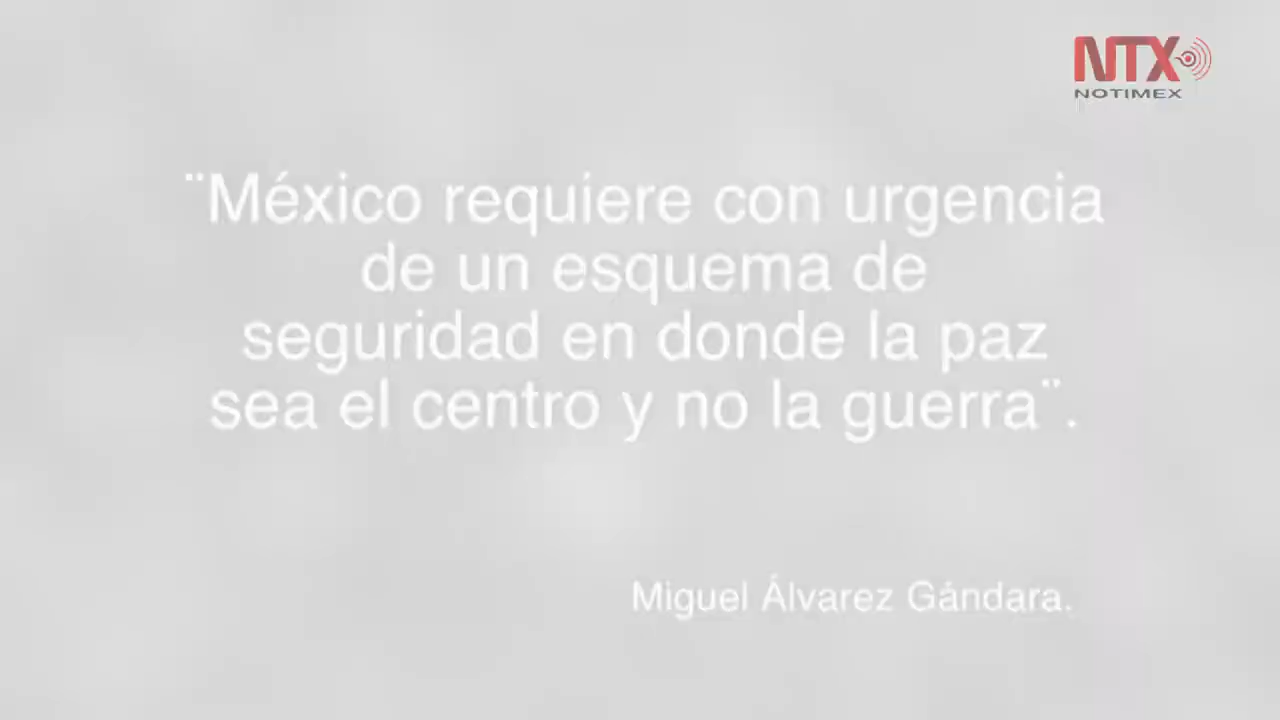 NTX
NOTIMEX
¨México requiere con urgencia
de un esquema de
seguridad en donde la paz
sea el centro y no la guerra¨.
Miguel Álvarez Gándara.